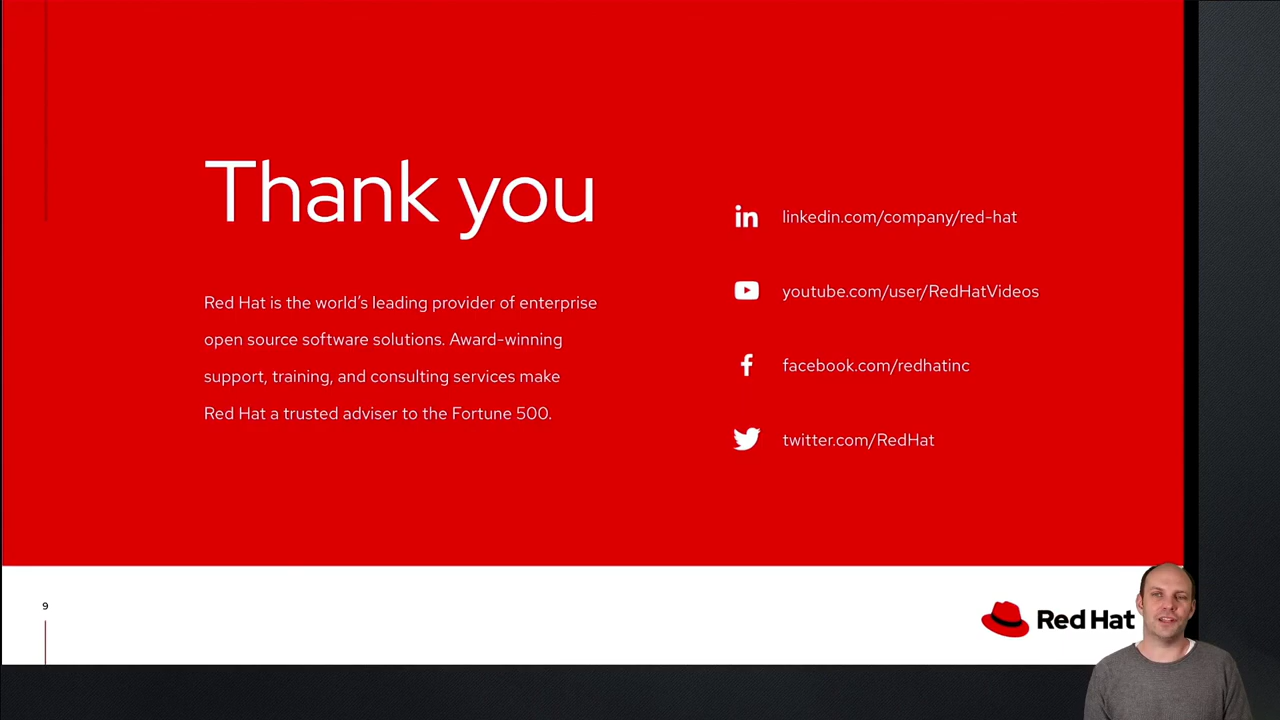 Thank you
Red Hat is the world's leading provider of enterprise
open source software solutions. Award-winning
support, training, and consulting services make
Red Hat a trusted adviser to the Fortune 500.
linkedin.com/company/red-hat
youtube.com/user/RedHatVideos
facebook.com/redhatinc
twitter.com/RedHat
9
Red Hat